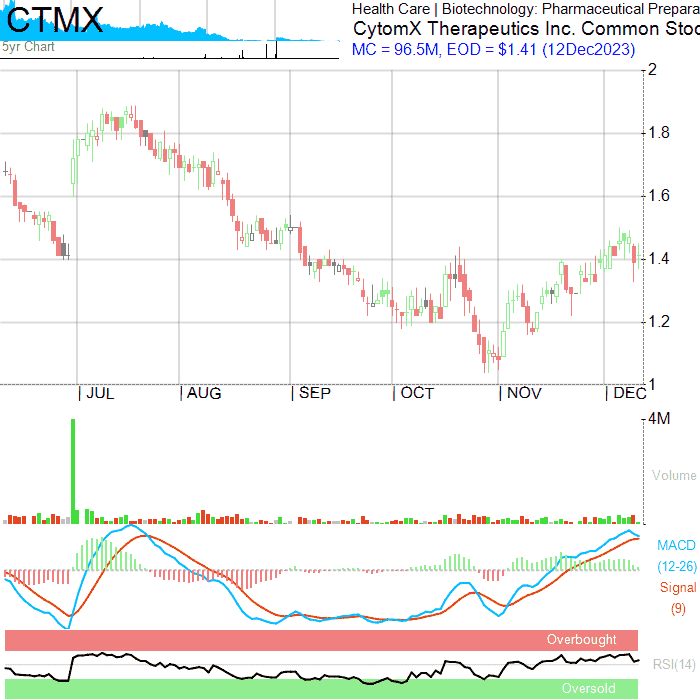 CTMX
5yr Chart
Health Care | Biotechnology: Pharmaceutical Prepara
CytomX Therapeutics Inc. Common Stoc
MC = 96.5M, EOD = $1.41 (12Dec2023)
2
1.8
1.6
1.4
1.2
1
| JUL | AUG | SEP | OCT | NOV | DEC
4M
Volume
MACD
(12-26)
Signal
(9)
Overbought
RSI(14)
Oversold